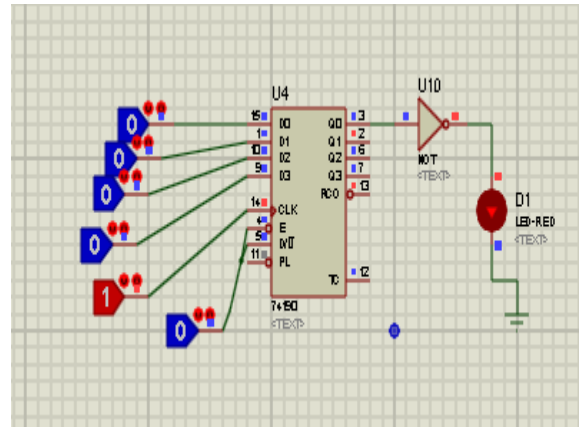 U4
U10
0
0
0
0
1
0
15 D0 Q0 3
1 D1 Q1 2
10 D2 Q2 6
9 D3 Q3 7
RCO 13
14 CLK
4 E
5 D/U
11 PL
TC 12
74190
<TEXT>
NOT
<TEXT>
D1
LED-RED
<TEXT>